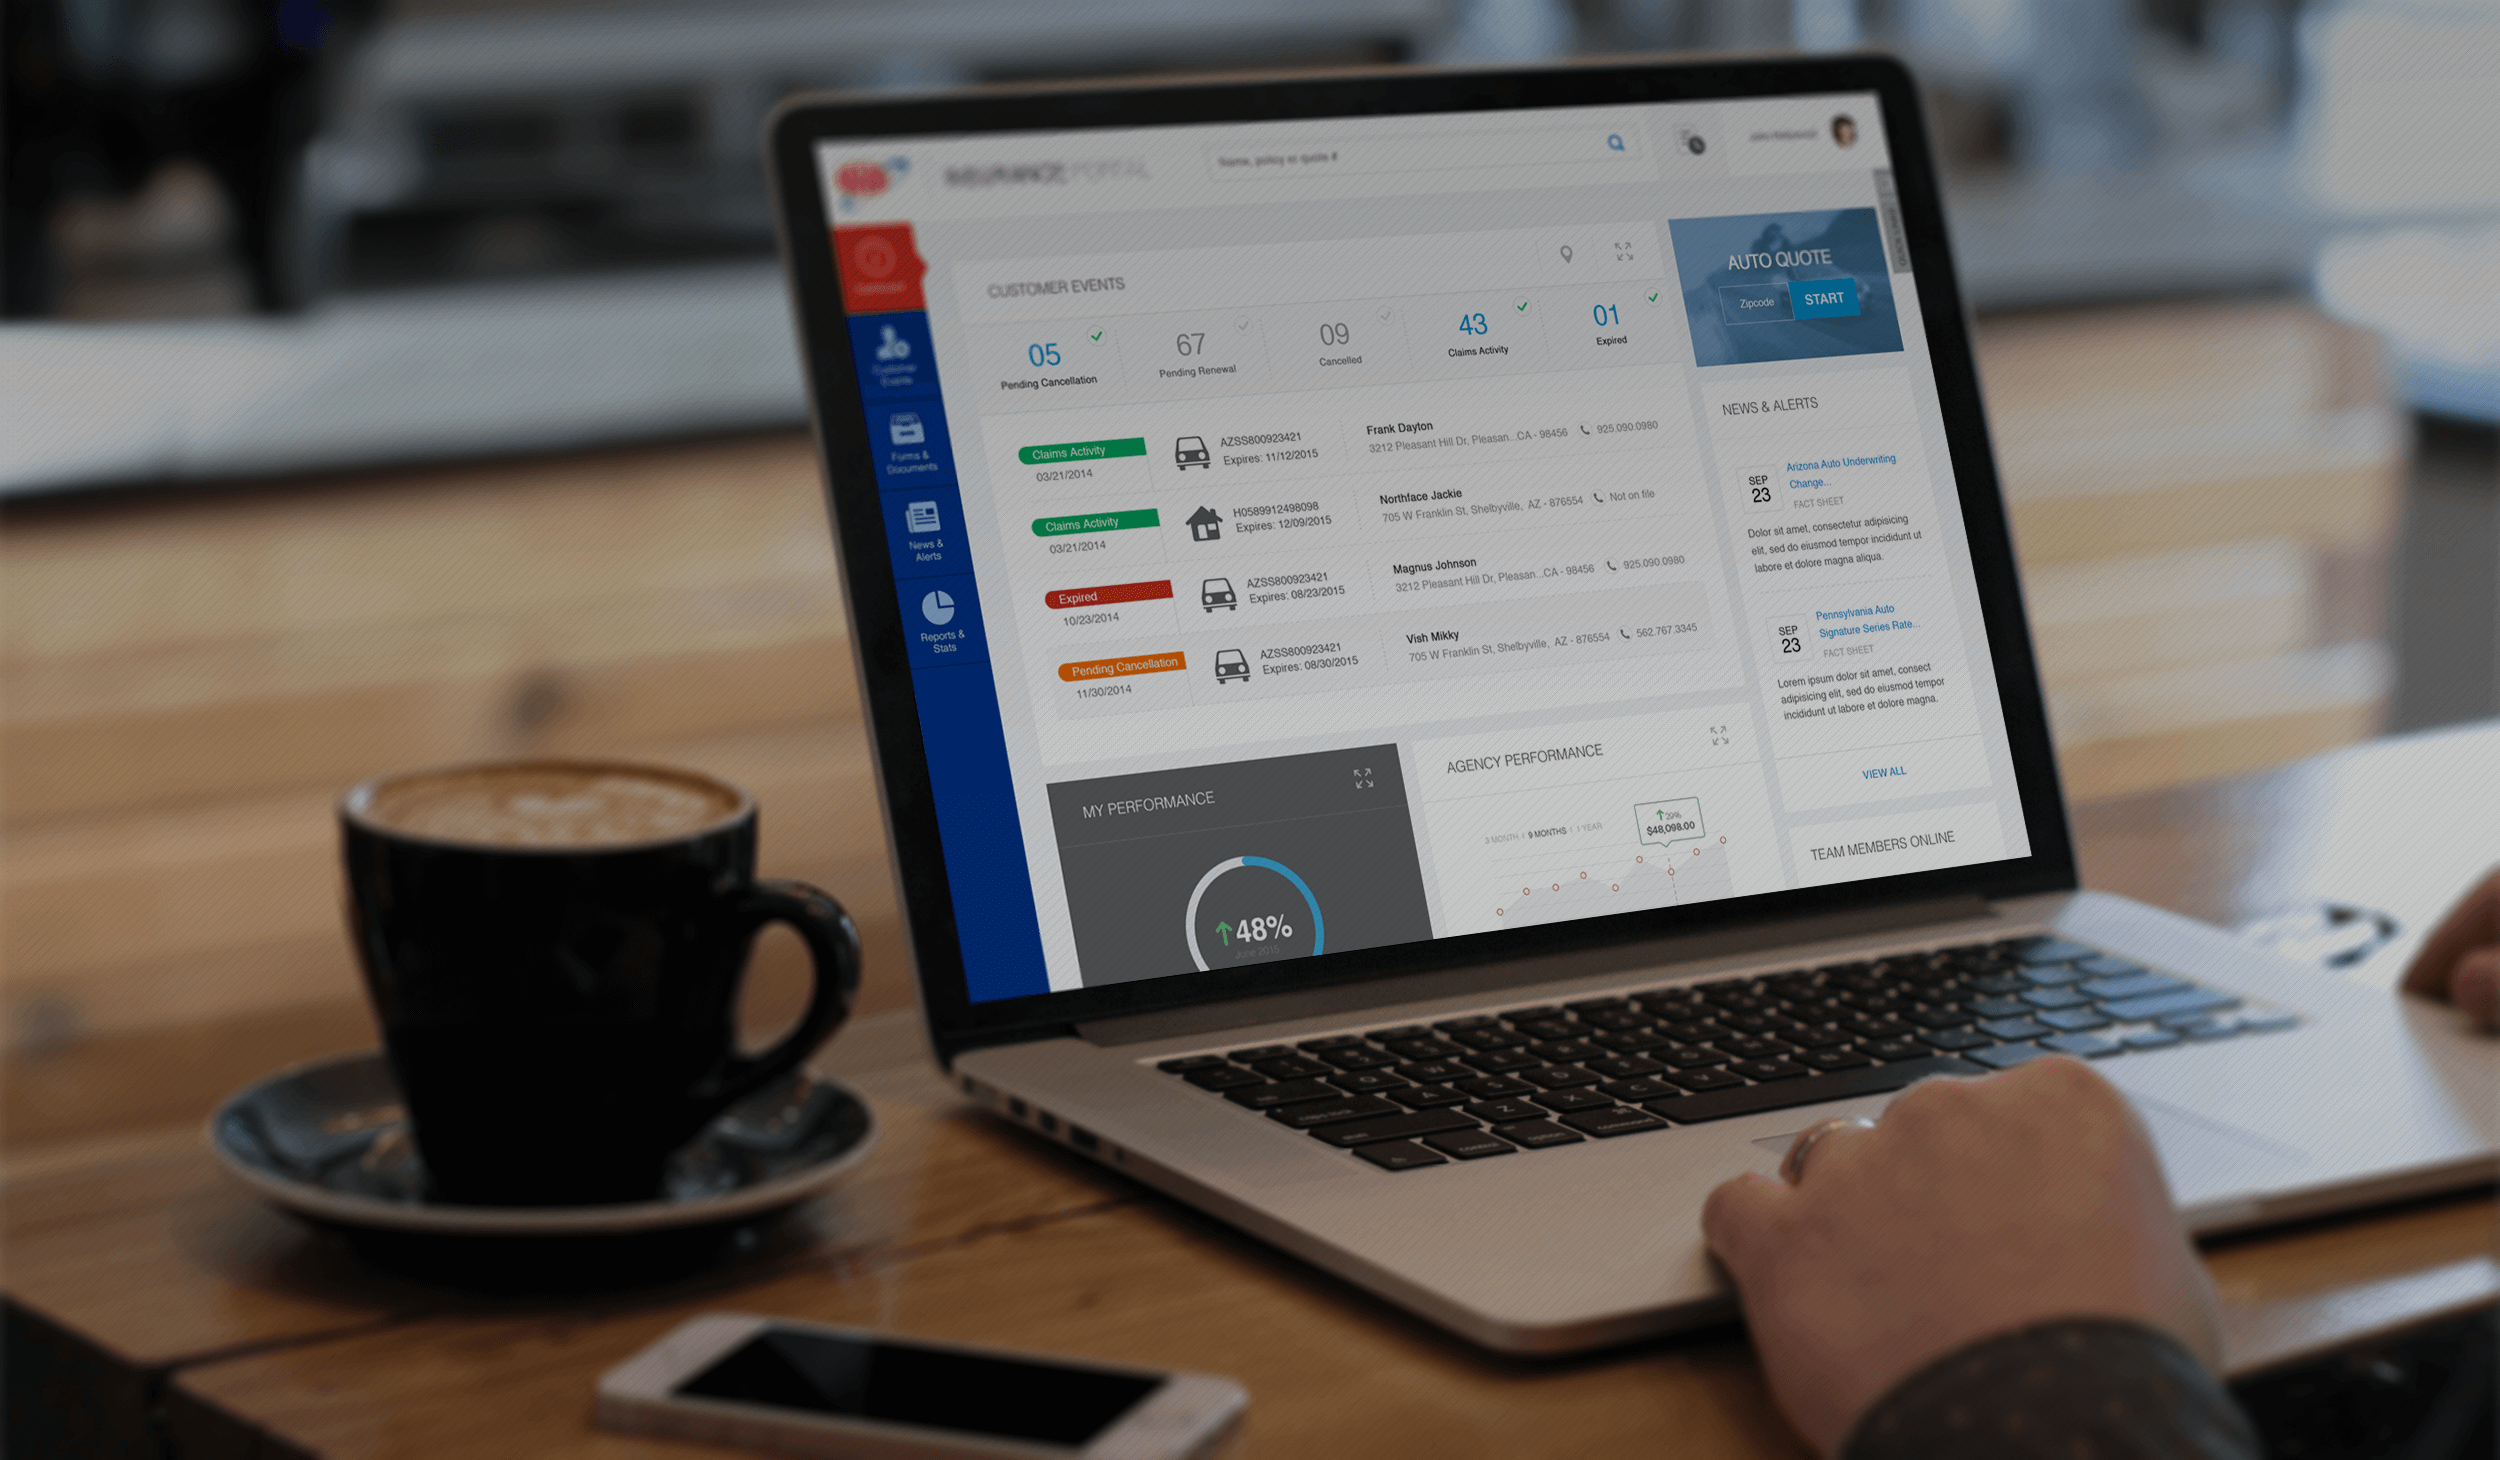 INSURANCE PORTAL
Name, policy or quote #
CUSTOMER EVENTS
05
Pending Cancellation
67
Pending Renewal
09
Cancelled
43
Claims Activity
01
Expired
Claims Activity
03/21/2014
AZSS800923421
Expires: 11/12/2015
Frank Dayton
3212 Pleasant Hill Dr, Pleasan...CA - 98456
925.090.0980
Claims Activity
03/21/2014
H0589912498098
Expires: 12/09/2015
Northface Jackie
705 W Franklin St, Shelbyville, AZ - 876554
Not on file
Expired
10/23/2014
AZSS800923421
Expires: 08/23/2015
Magnus Johnson
3212 Pleasant Hill Dr, Pleasan...CA - 98456
925.090.0980
Pending Cancellation
11/30/2014
AZSS800923421
Expires: 08/30/2015
Vish Mikky
705 W Franklin St, Shelbyville, AZ - 876554
562.767.3345
Customer
Events
Forms &
Documents
News &
Alerts
Reports &
Stats
AUTO QUOTE
Zipcode
START
NEWS & ALERTS
SEP
23
Arizona Auto Underwriting
Change...
FACT SHEET
Dolor sit amet, consectetur adipisicing
elit, sed do eiusmod tempor incididunt ut
labore et dolore magna aliqua.
SEP
23
Pennsylvania Auto
Signature Series Rate...
FACT SHEET
Lorem ipsum dolor sit amet, consect
adipisicing elit, sed do eiusmod tempor
incididunt ut labore et dolore magna.
VIEW ALL
TEAM MEMBERS ONLINE
MY PERFORMANCE
48%
June 2015
AGENCY PERFORMANCE
3 MONTH | 9 MONTHS | 1 YEAR
20%
$48,098.00